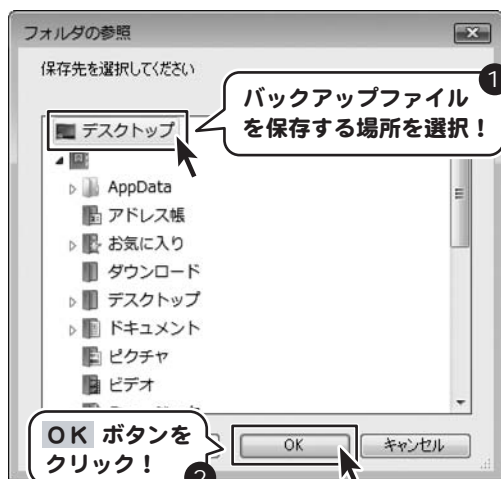 フォルダの参照
保存先を選択してください
1
バックアップファイル
を保存する場所を選択！
デスクトップ
AppData
アドレス帳
お気に入り
ダウンロード
デスクトップ
ドキュメント
ピクチャ
ビデオ
OK ボタンを
クリック！
2
OK
キャンセル